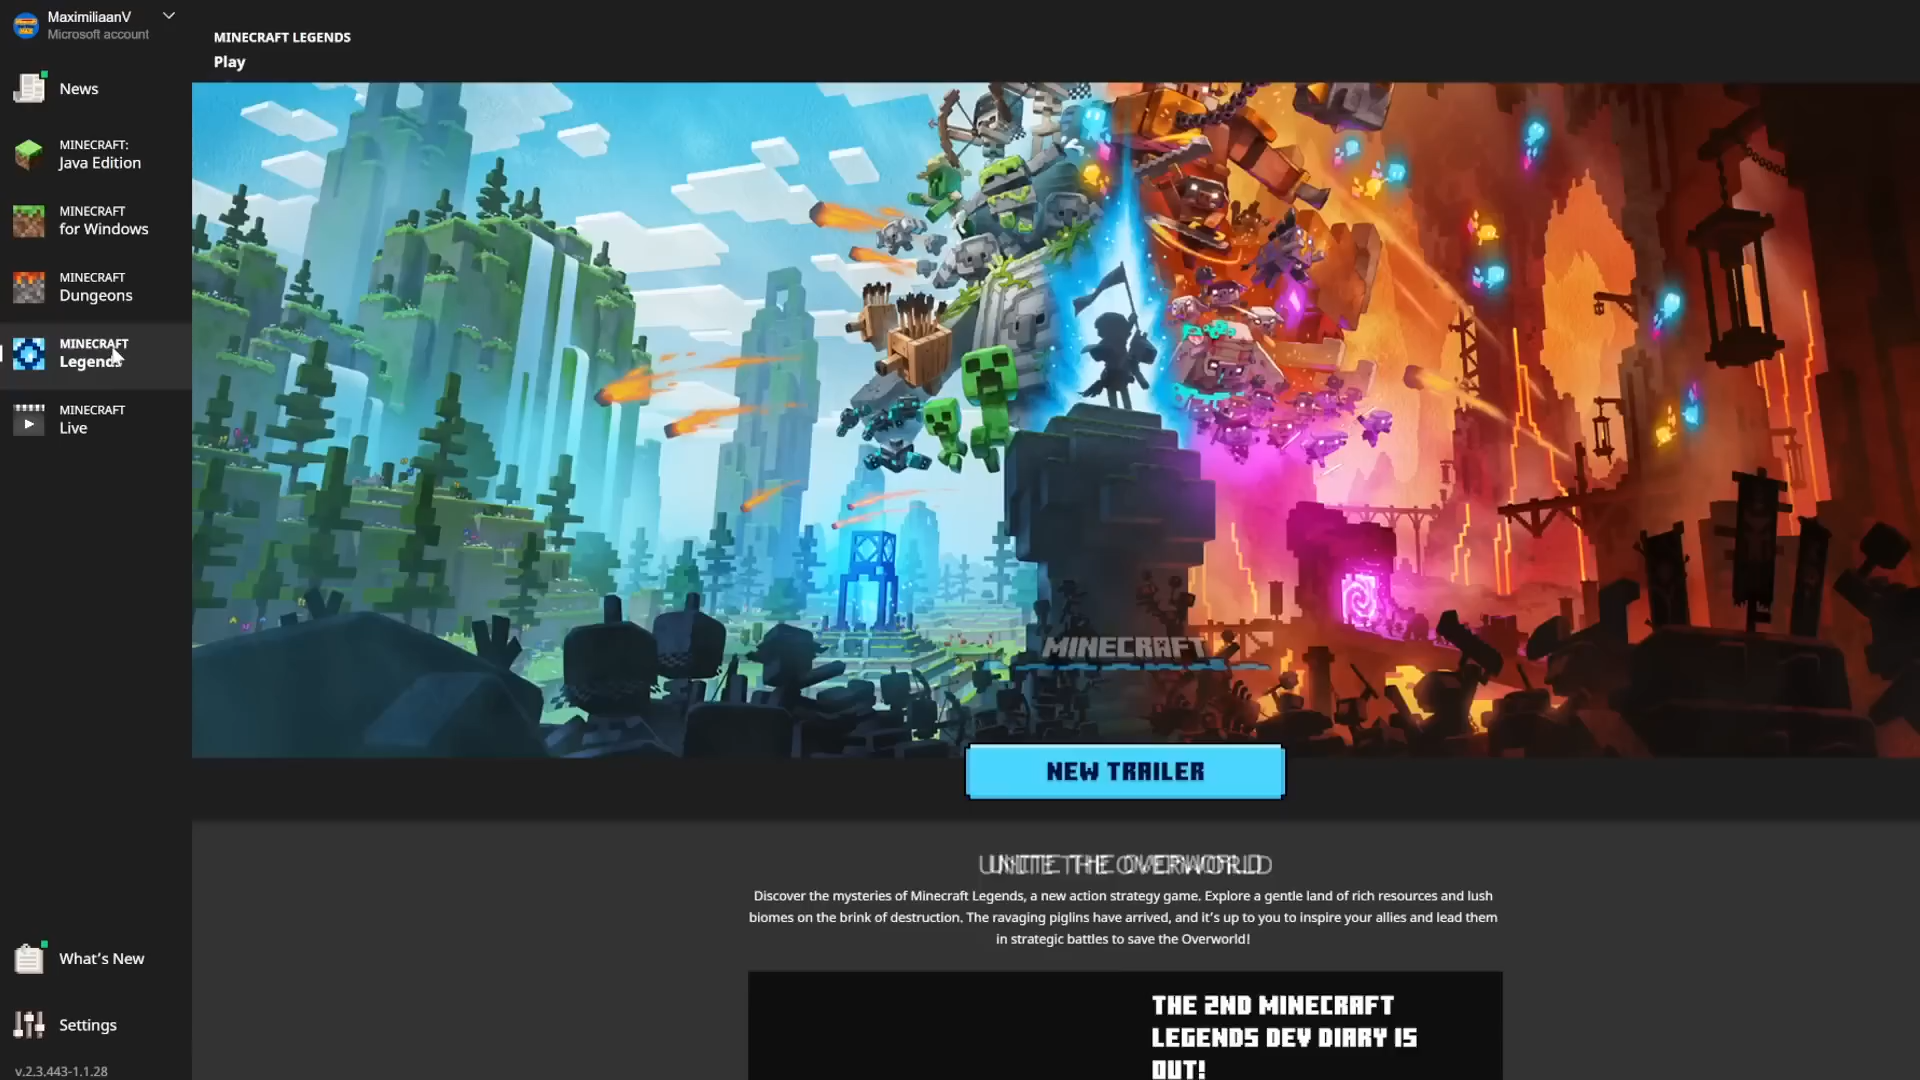 MaximiliaanV
Microsoft account
News
MINECRAFT:
Java Edition
MINECRAFT
for Windows
MINECRAFT
Dungeons
MINECRAFT
Legends
MINECRAFT
Live
What's New
Settings
v.2.3.443-1.1.28
MINECRAFT LEGENDS
Play
MINECRAFT
NEW TRAILER
UNITE THE OVERWORLD
Discover the mysteries of Minecraft Legends, a new action strategy game. Explore a gentle land of rich resources and lush
biomes on the brink of destruction. The ravaging piglins have arrived, and it's up to you to inspire your allies and lead them
in strategic battles to save the Overworld!
THE 2ND MINECRAFT
LEGENDS DEV DIARY IS
OUT!